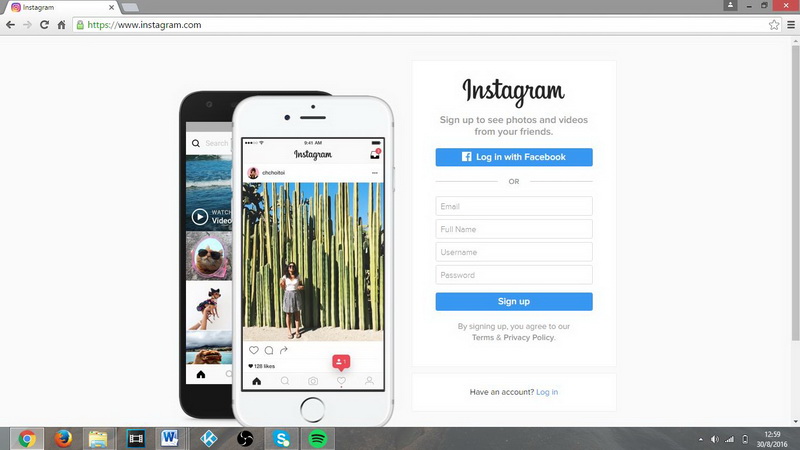 Instagram
https://www.instagram.com
Search
WATCH
Video
9:41 AM
Instagram
chchoitoi
128 likes
1
Instagram
Sign up to see photos and videos
from your friends.
Log in with Facebook
OR
Email
Full Name
Username
Password
Sign up
By signing up, you agree to our
Terms & Privacy Policy.
Have an account? Log in
12:59
30/8/2016